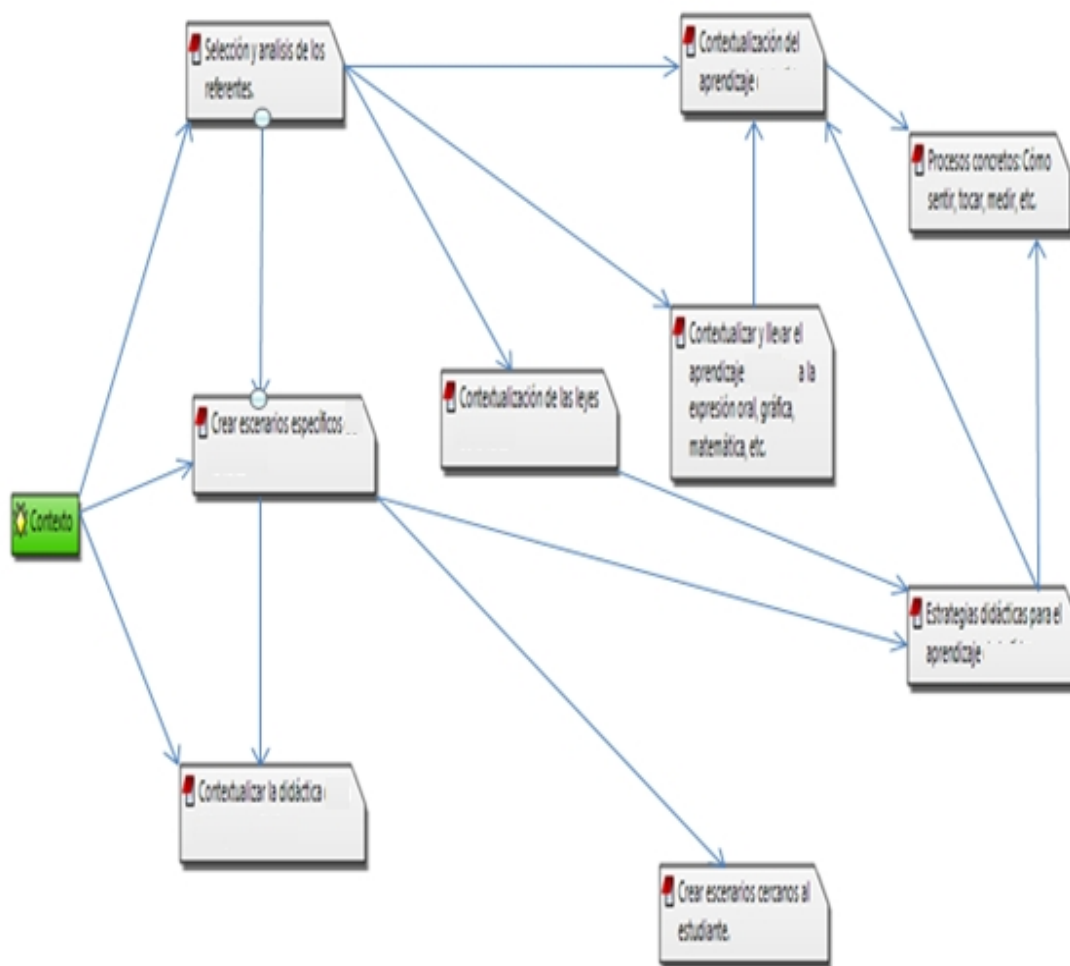 Selección y analisis de los
referentes.
Contextualización del
aprendizaje
Procesos concretos: Cómo
sentir, tocar, medir, etc.
Contextualizar y llevar el
aprendizaje a la
expresión oral, gráfica,
matemática, etc.
Contextualización de las leyes
Crear escenarios específicos
Contexto
Estrategias didácticas para el
aprendizaje
Contextualizar la didáctica
Crear escenarios cercanos al
estudiante.